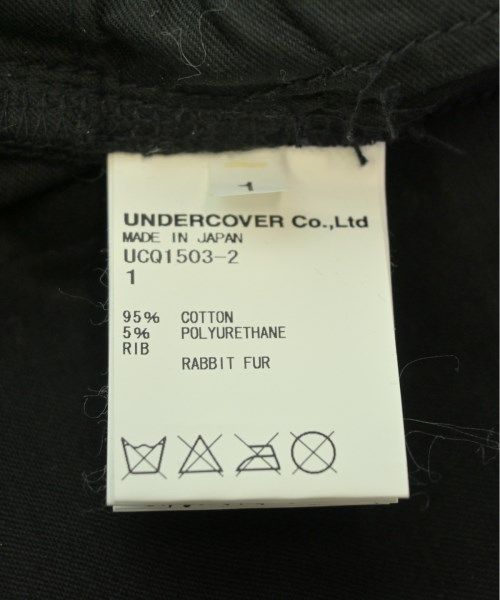 1
UNDERCOVER Co.,Ltd
MADE IN JAPAN
UCQ1503-2
1
95% COTTON
5% POLYURETHANE
RIB
RABBIT FUR